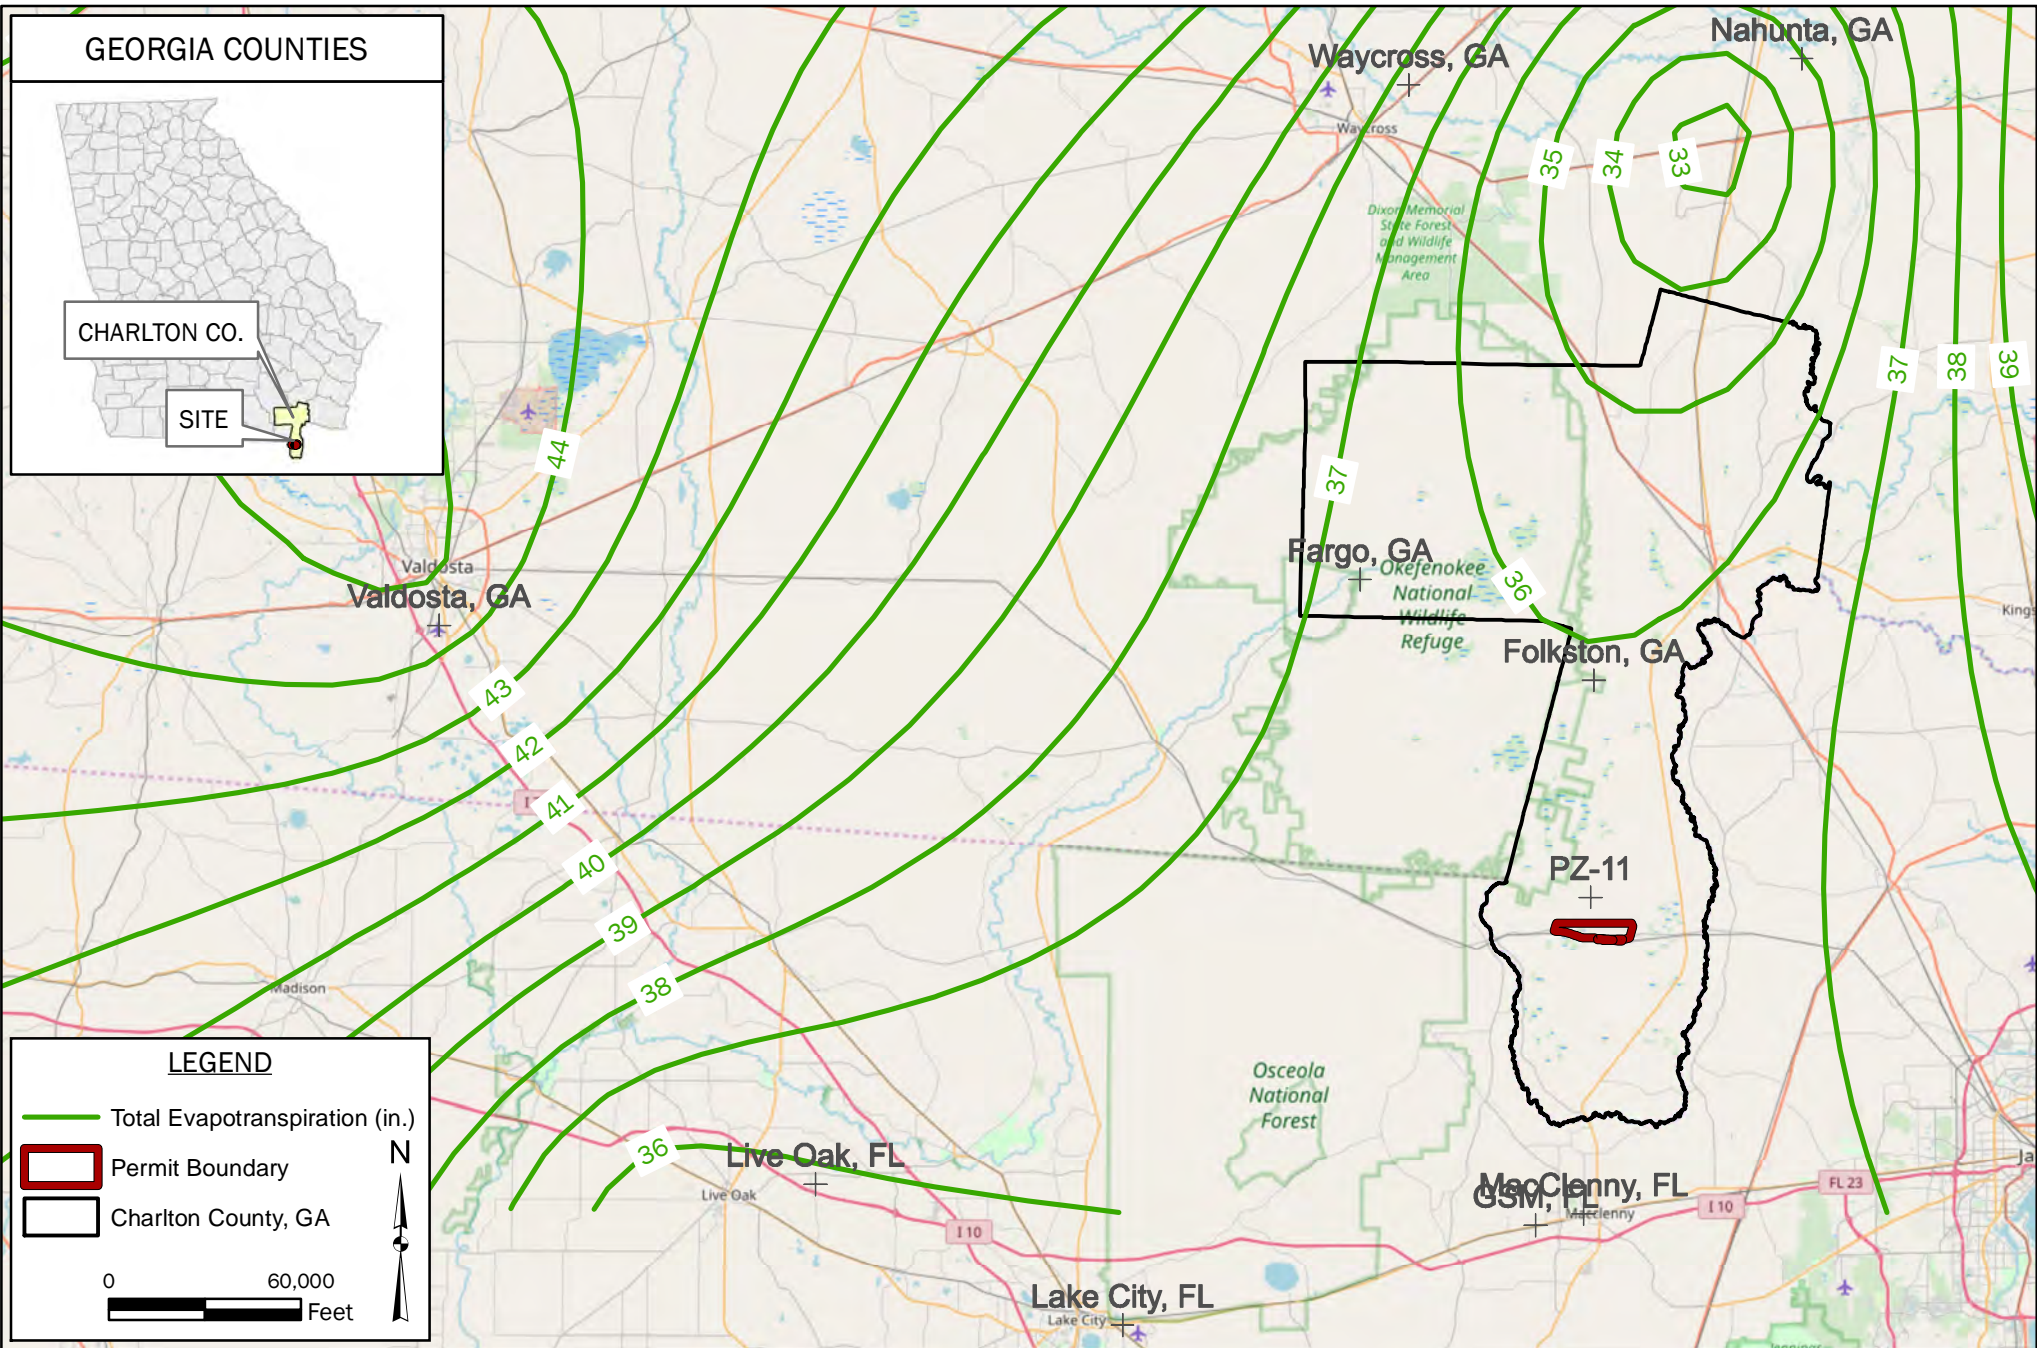 GEORGIA COUNTIES
CHARLTON CO.
SITE
Nahunta, GA
Waycross, GA
Waycross
35
34
33
Dixon Memorial
State Forest
and Wildlife
Management
Area
37
38
39
44
37
Valdosta
Valdosta, GA
Fargo, GA
Okefenokee
National
Wildlife
Refuge
36
Kings
Folkston, GA
43
42
41
40
39
38
PZ-11
Madison
Osceola
National
Forest
36
Live Oak, FL
Live Oak
MacClenny, FL
GSM, FL
Macclenny
FL 23
I 10
I 10
Ja
Lake City, FL
Lake City
LEGEND
Total Evapotranspiration (in.)
Permit Boundary
Charlton County, GA
N
0 60,000
Feet